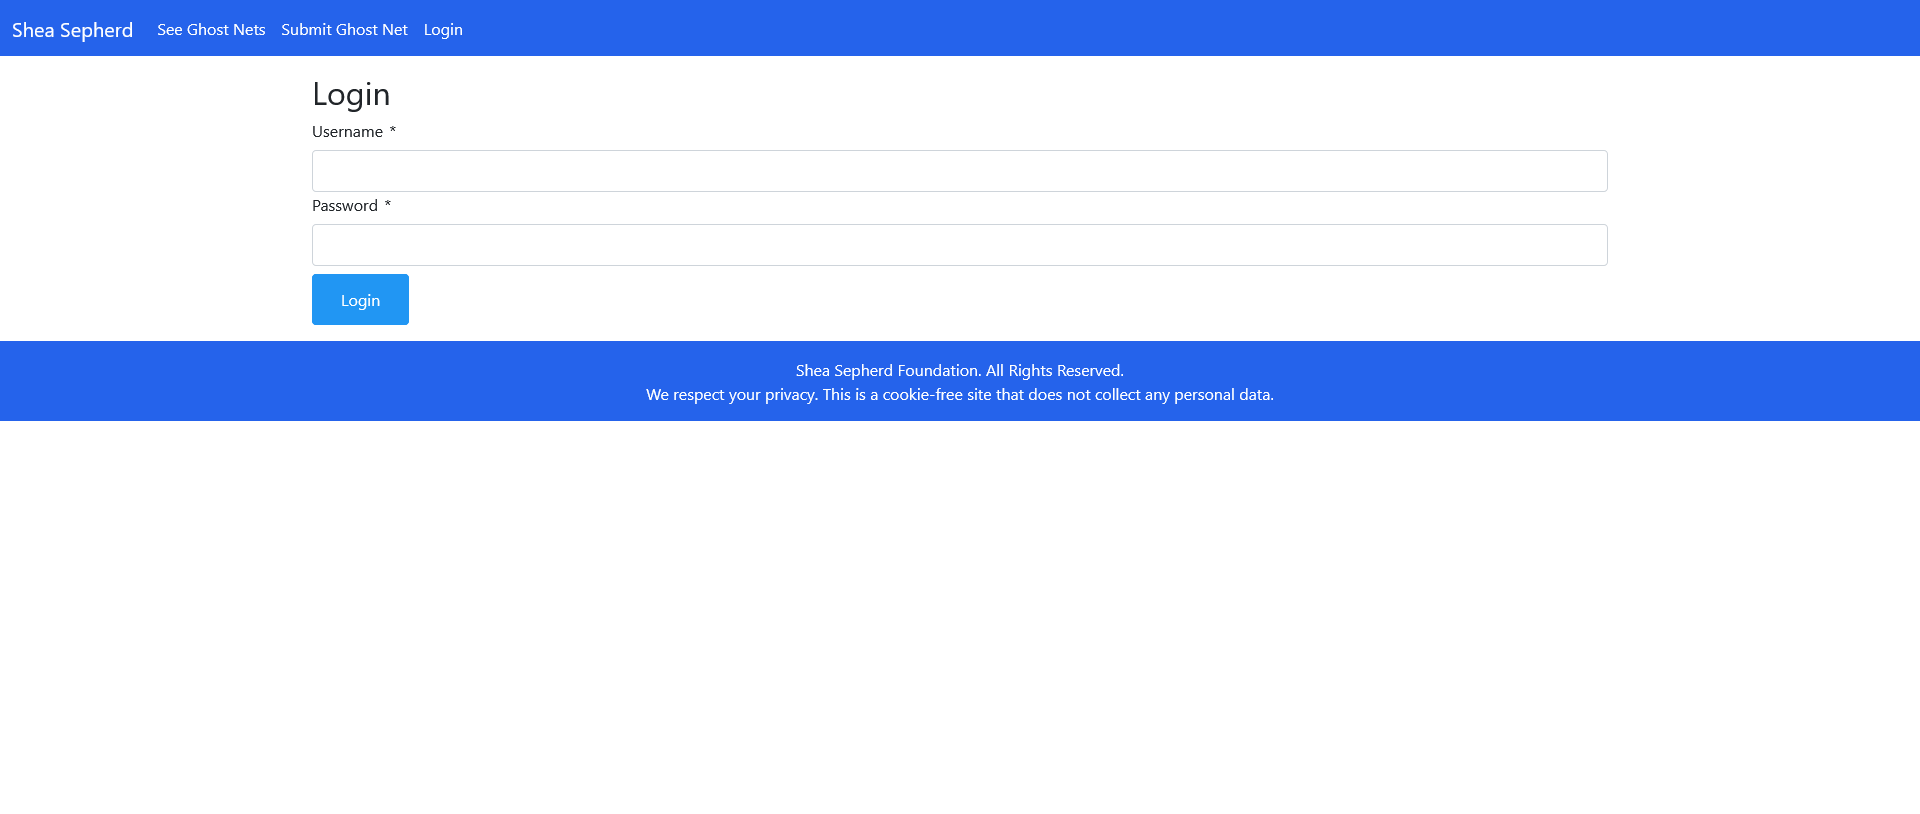 Shea Sepherd See Ghost Nets Submit Ghost Net Login
Login
Username *
Password *
Login
Shea Sepherd Foundation. All Rights Reserved.
We respect your privacy. This is a cookie-free site that does not collect any personal data.